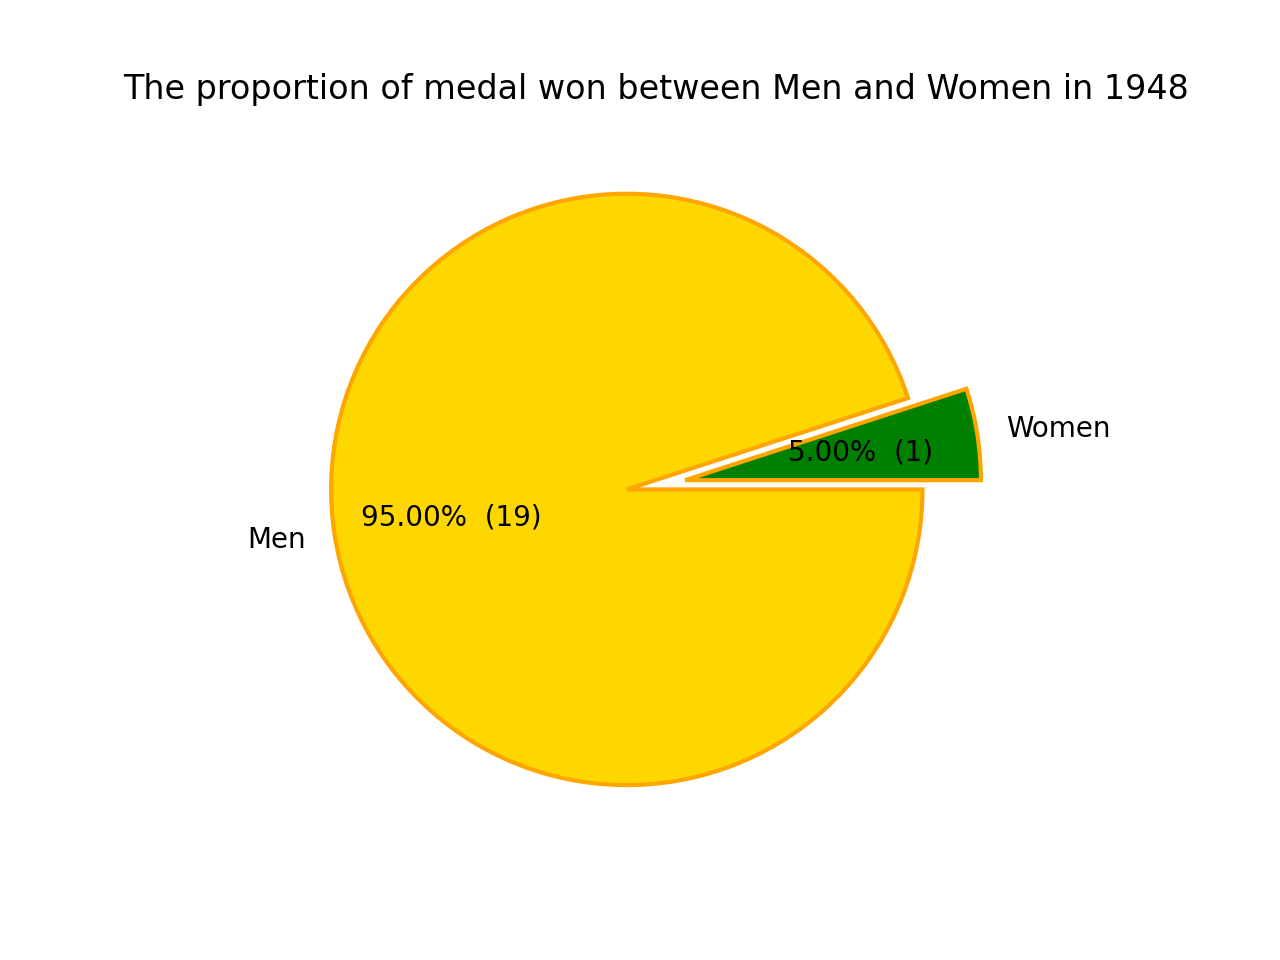 The proportion of medal won between Men and Women in 1948
Women
5.00% (1)
95.00% (19)
Men